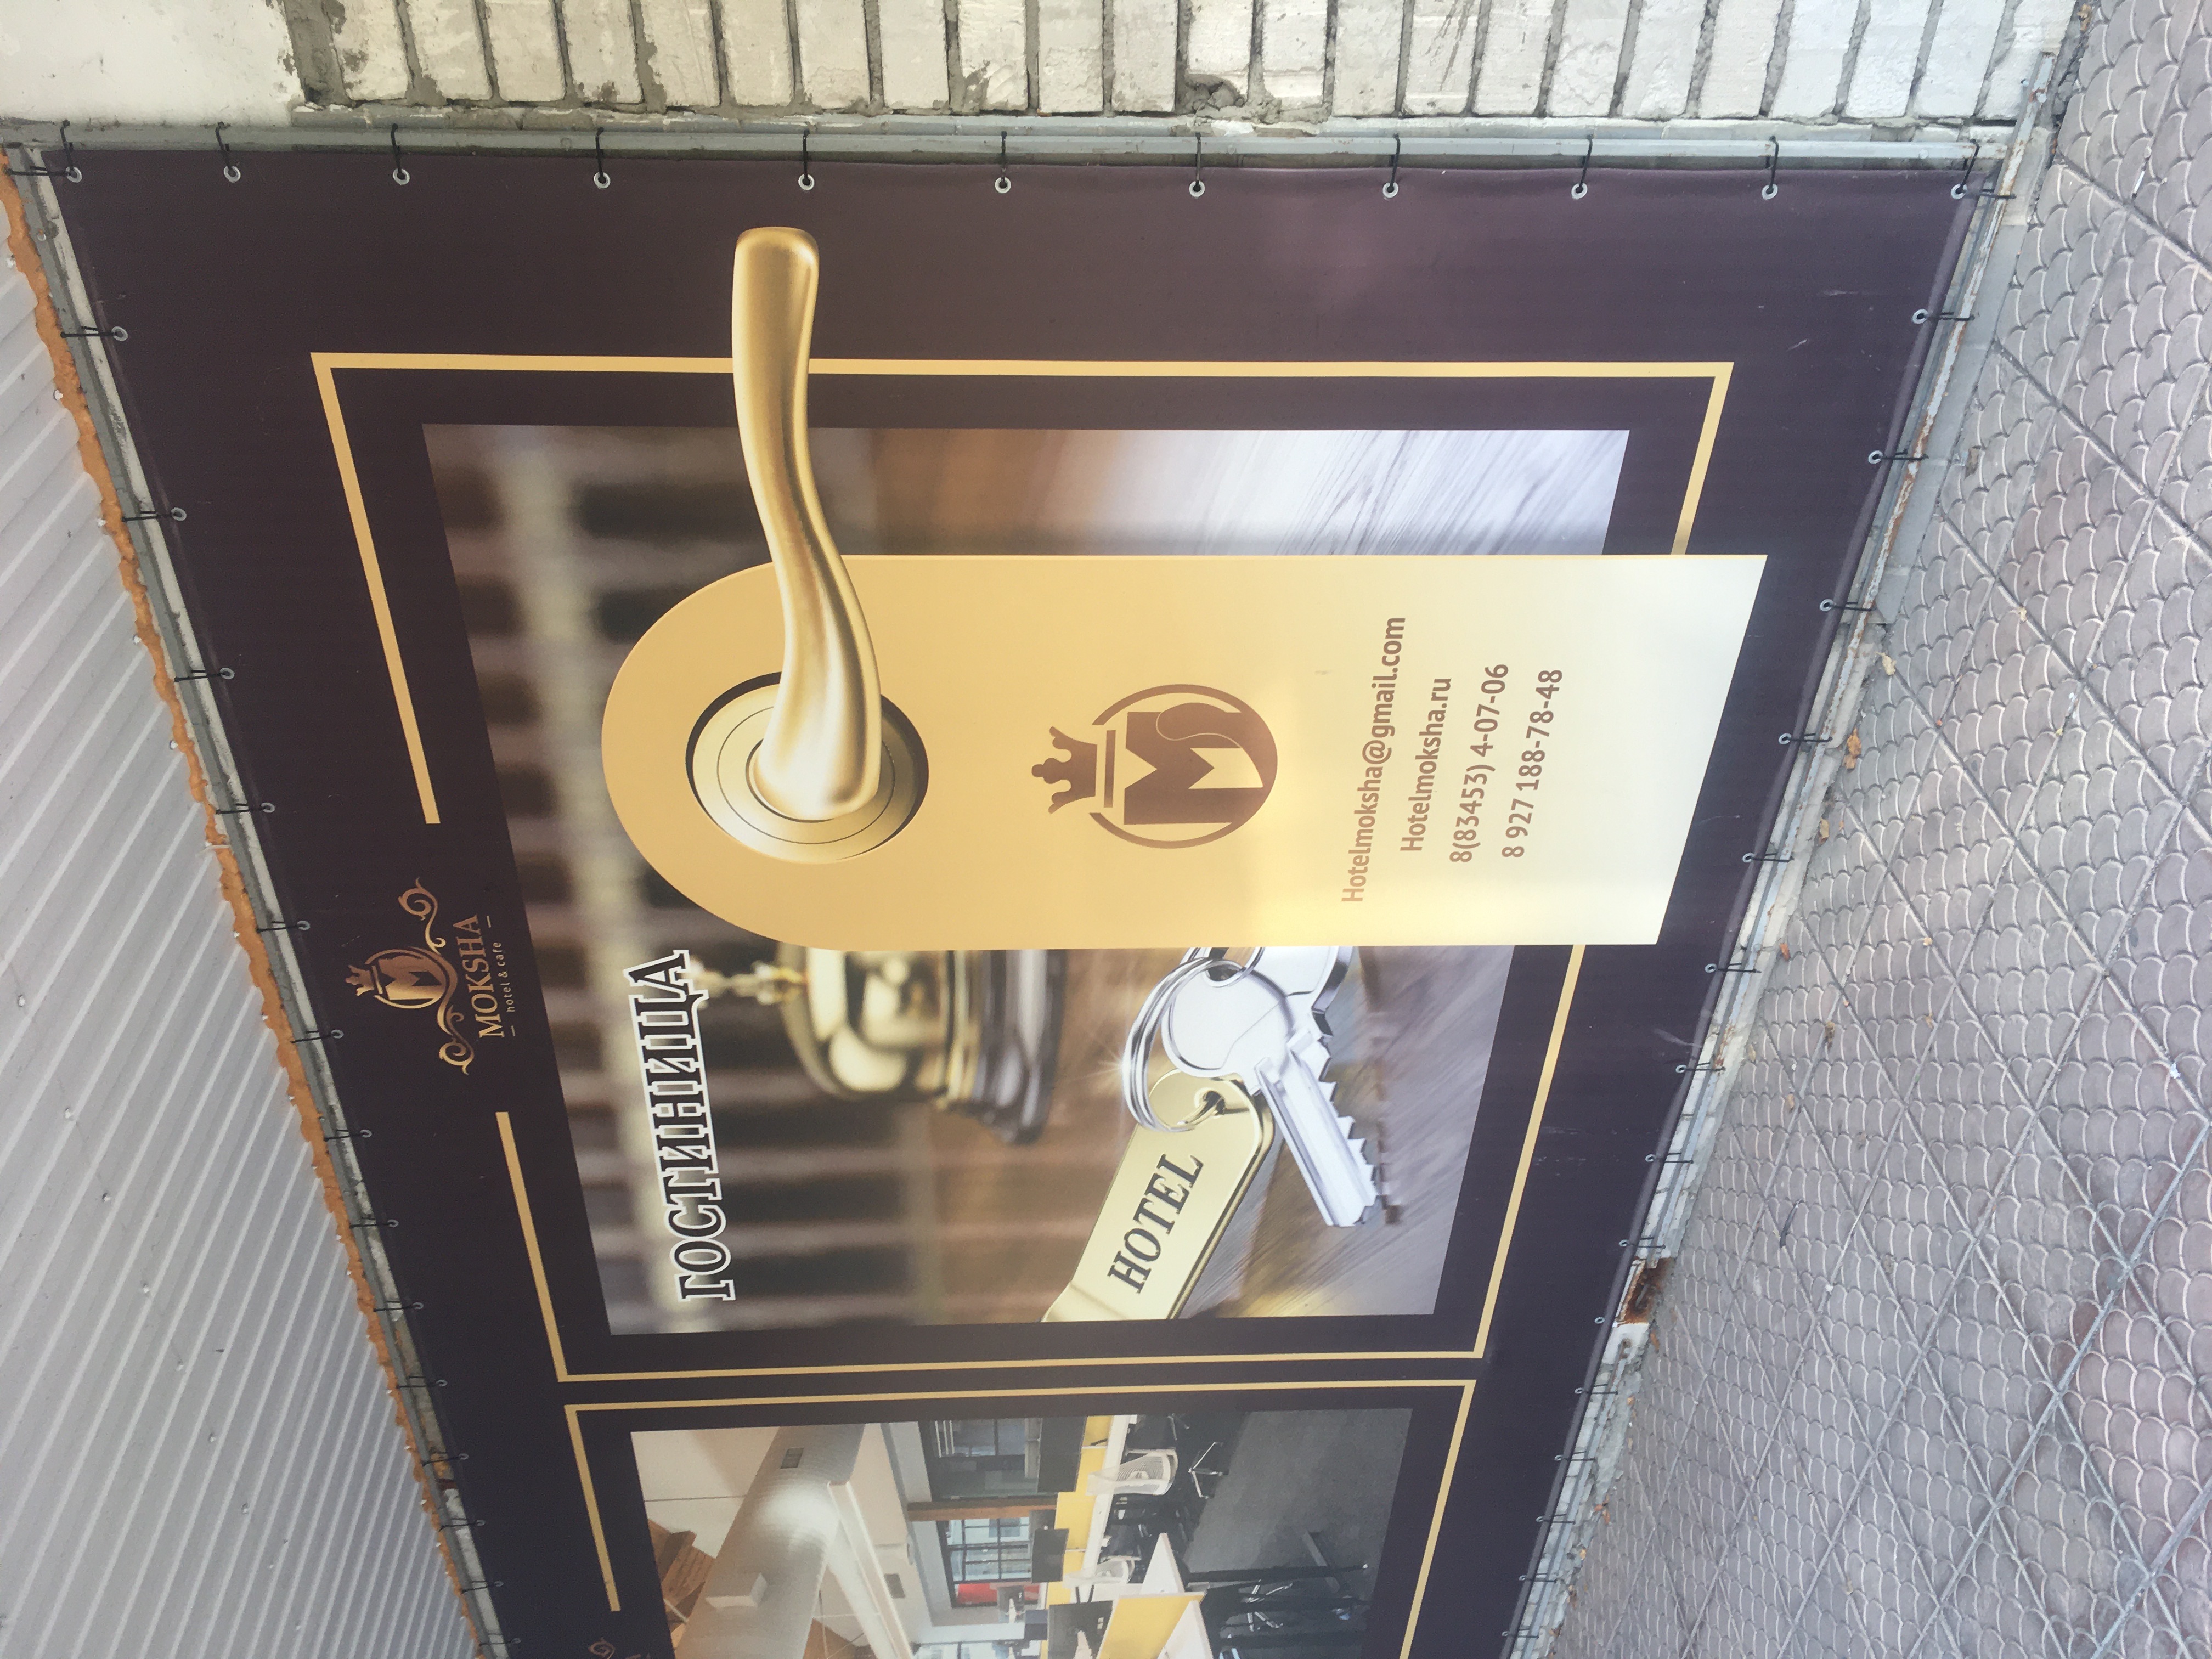 M
MOKSHA
hotel & cafe
ГОСТИНИЦА
HOTEL
M
Hotelmoksha@gmail.com
Hotelmoksha.ru
8(83453) 4-07-06
8 927 188-78-48